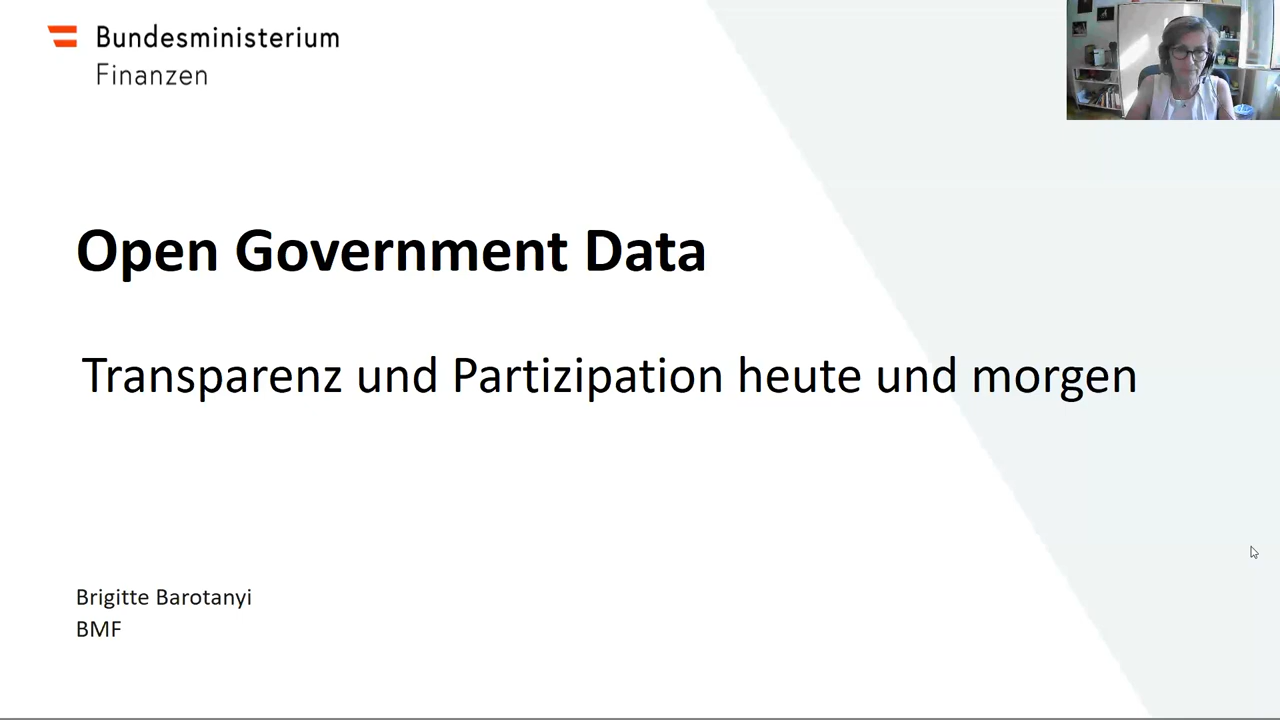 Bundesministerium
Finanzen
Open Government Data
Transparenz und Partizipation heute und morgen
Brigitte Barotanyi
BMF